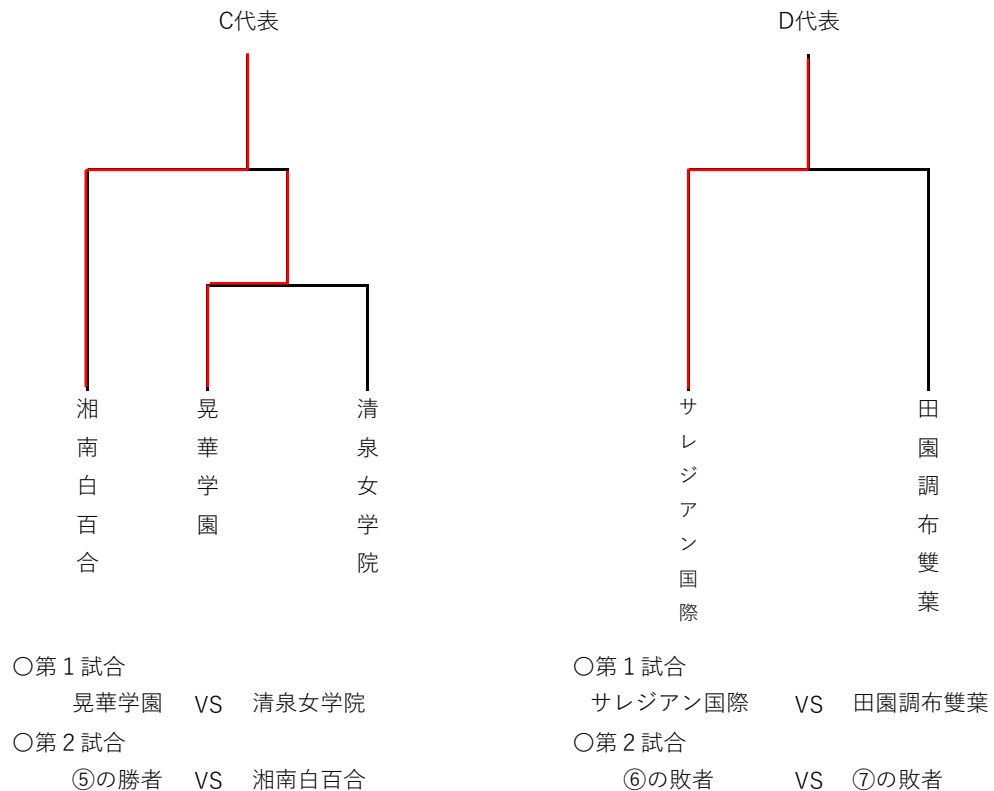 C代表
湘南白百合
晃華学園
清泉女学院
〇第１試合
晃華学園 VS 清泉女学院
〇第２試合
⑤の勝者 VS 湘南白百合
D代表
サレジアン国際
田園調布雙葉
〇第１試合
サレジアン国際 VS 田園調布雙葉
〇第２試合
⑥の敗者 VS ⑦の敗者